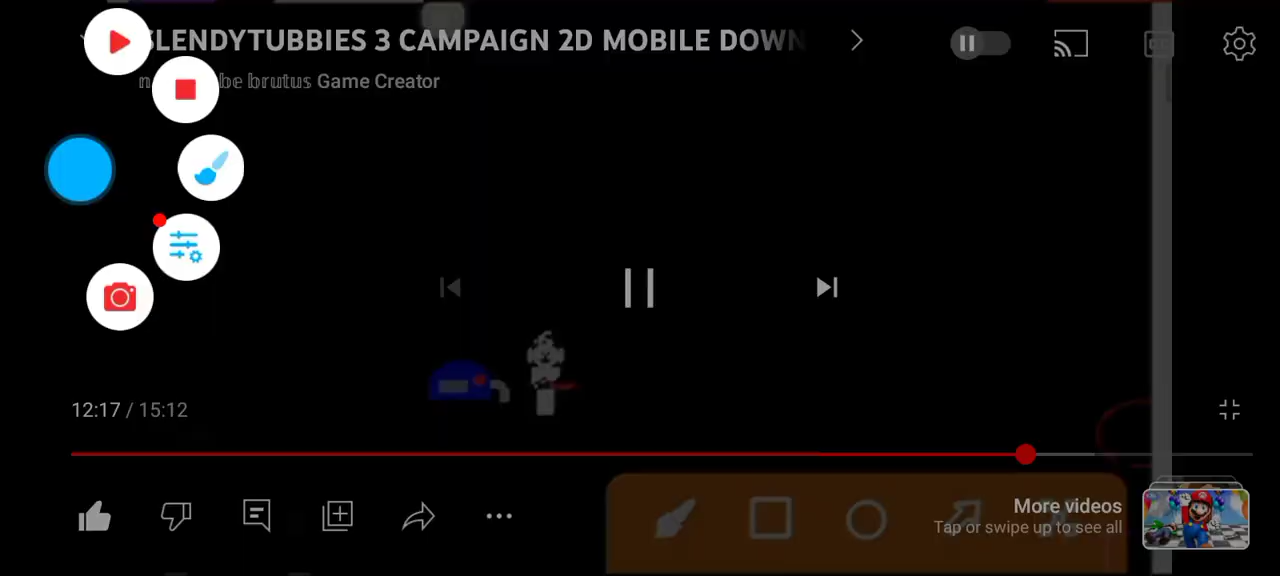 SLENDYTUBBIES 3 CAMPAIGN 2D MOBILE DOWN
be brutus Game Creator
12:17 / 15:12
More videos
Tap or swipe up to see all